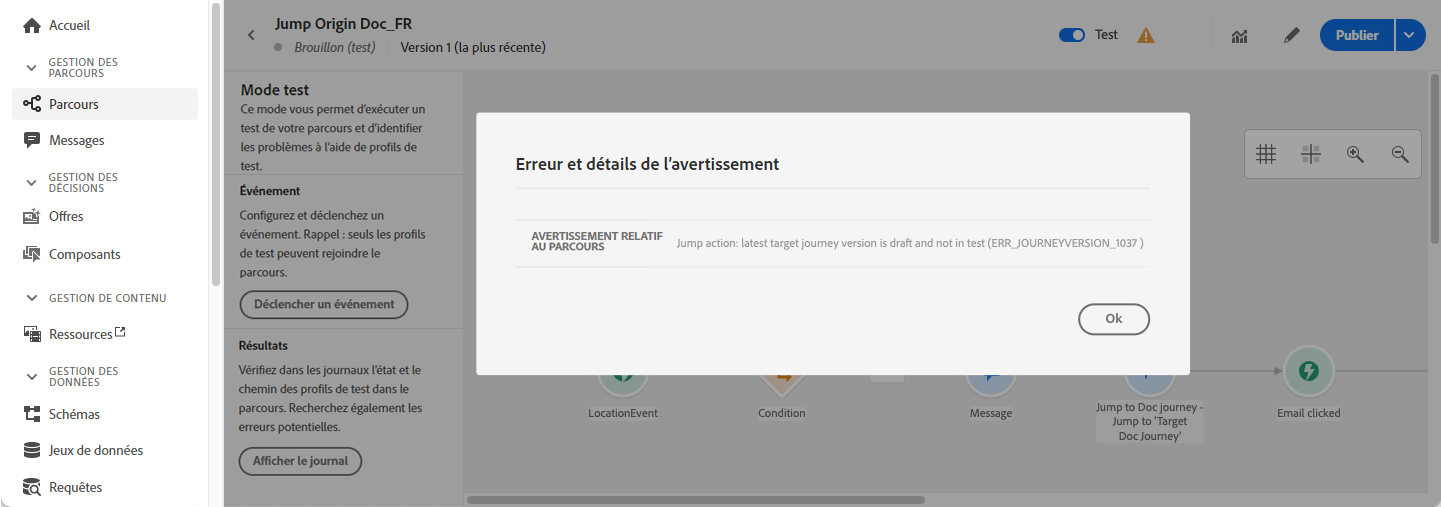 Accueil
GESTION DES
PARCOURS
Parcours
Messages
GESTION DES
DÉCISIONS
Offres
Composants
GESTION DE CONTENU
Ressources
GESTION DES
DONNÉES
Schémas
Jeux de données
Requêtes
Jump Origin Doc_FR
Brouillon (test)
Version 1 (la plus récente)
Test
Publier
Mode test
Ce mode vous permet d'exécuter un
test de votre parcours et d'identifier
les problèmes à l'aide de profils de
test.
Événement
Configurez et déclenchez un
événement. Rappel : seuls les profils
de test peuvent rejoindre le
parcours.
Déclencher un événement
Résultats
Vérifiez dans les journaux l'état et le
chemin des profils de test dans le
parcours. Recherchez également les
erreurs potentielles.
Afficher le journal
Erreur et détails de l'avertissement
AVERTISSEMENT RELATIF
AU PARCOURS
Jump action: latest target journey version is draft and not in test (ERR_JOURNEYVERSION_1037 )
Ok
LocationEvent
Condition
Message
Jump to Doc journey -
Jump to 'Target
Doc Journey'
Email clicked